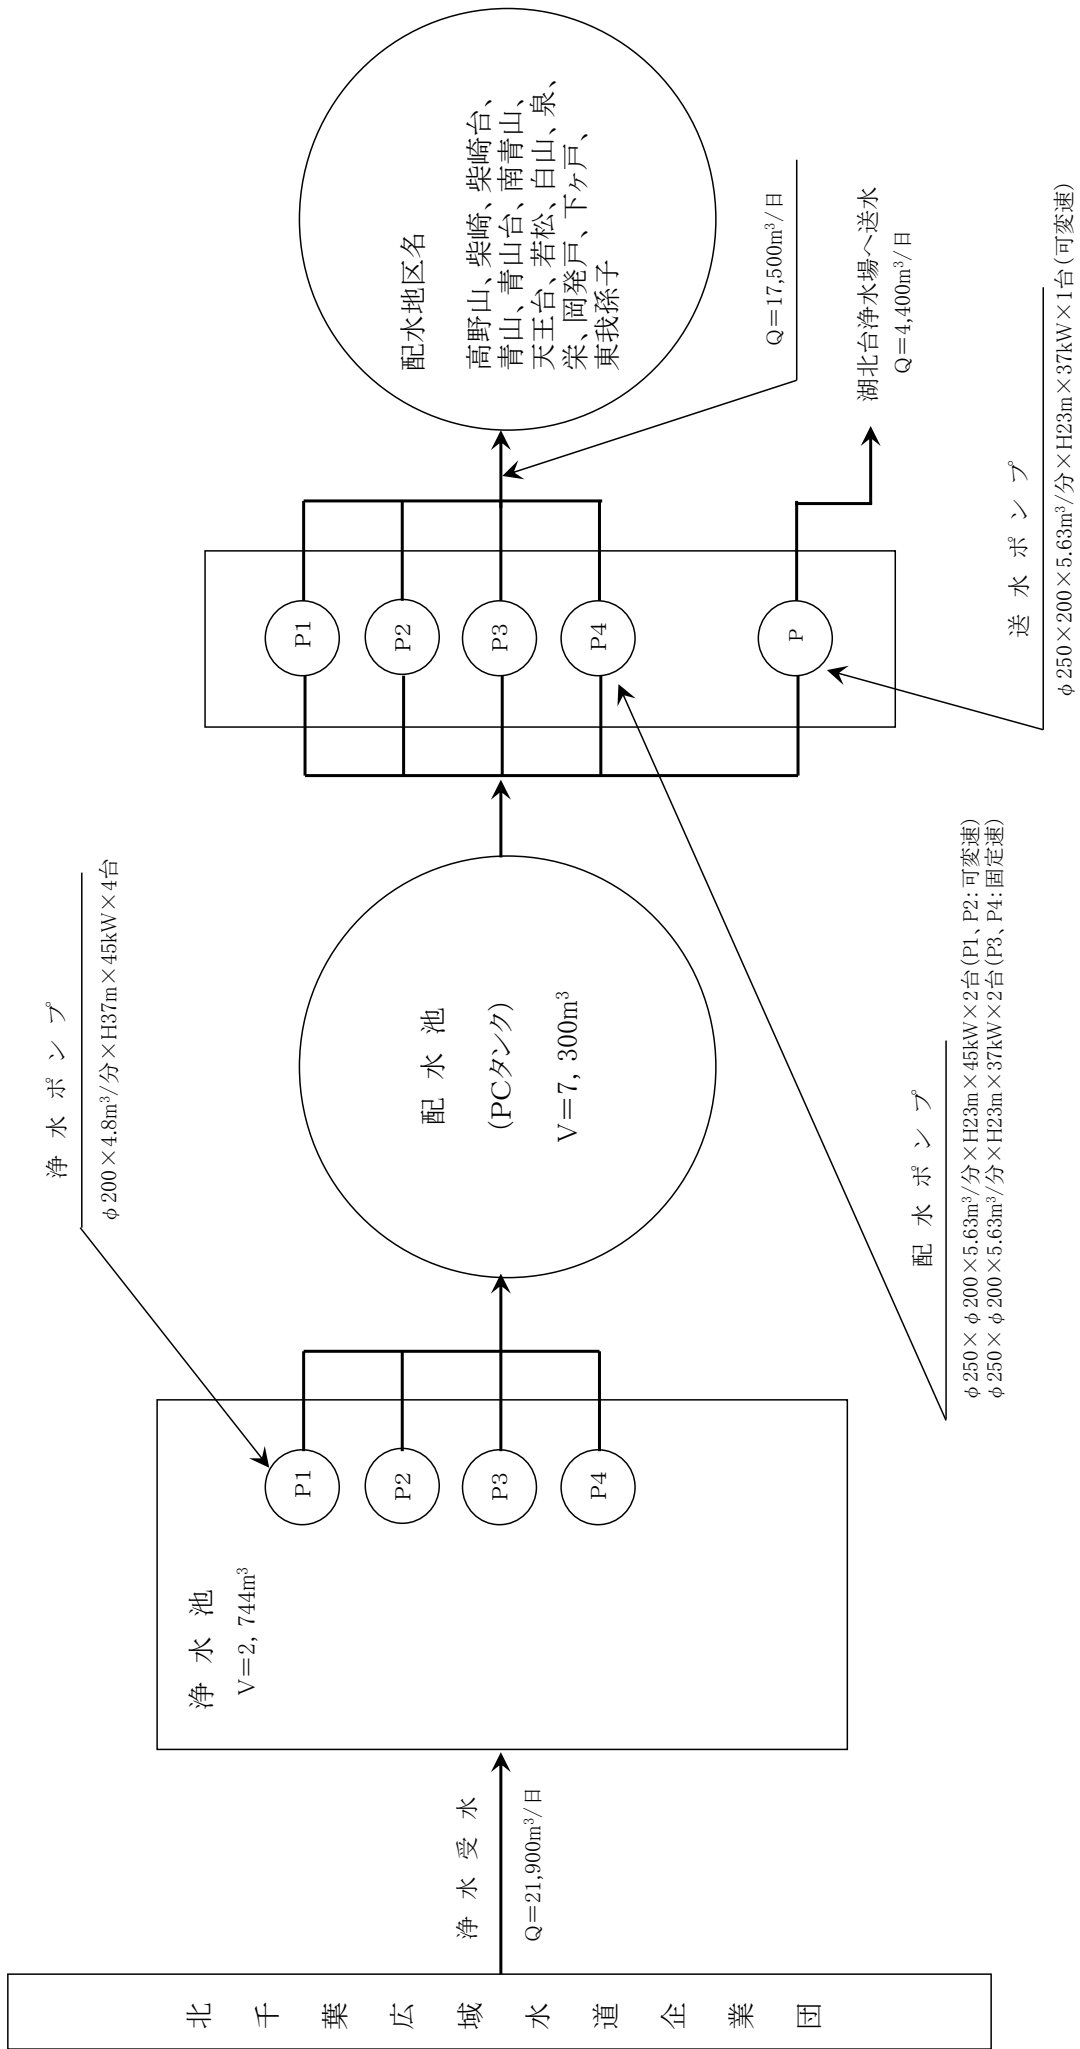 北千葉広域水道企業団
浄水受水
Q＝21,900m³/日
浄水池
V＝2,744m³
P1
P2
P3
P4
浄水ポンプ
φ200×4.8m³/分×H37m×45kW×4台
配水池
(PCタンク)
V＝7,300m³
P1
P2
P3
P4
P
配水ポンプ
φ250×φ200×5.63m³/分×H23m×45kW×2台(P1、P2:可変速)
φ250×φ200×5.63m³/分×H23m×37kW×2台(P3、P4:固定速)
送水ポンプ
φ250×200×5.63m³/分×H23m×37kW×1台(可変速)
配水地区名
高野山、柴崎、柴崎台、
青山、青山台、南青山、
天王台、若松、白山、泉、
栄、岡発戸、下ヶ戸、
東我孫子
Q＝17,500m³/日
湖北台浄水場へ送水
Q＝4,400m³/日